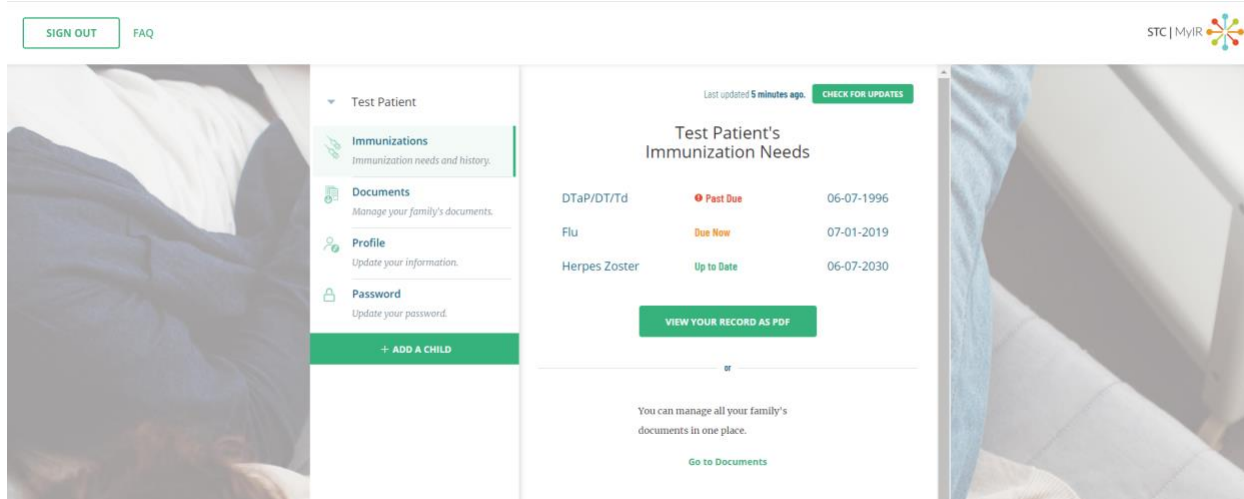 SIGN OUT FAQ
STC | MyIR
Test Patient
Immunizations
Immunization needs and history.
Documents
Manage your family's documents.
Profile
Update your information.
Password
Update your password.
+ ADD A CHILD
Last updated 5 minutes ago. CHECK FOR UPDATES
Test Patient's
Immunization Needs
DTaP/DT/Td Past Due 06-07-1996
Flu Due Now 07-01-2019
Herpes Zoster Up to Date 06-07-2030
VIEW YOUR RECORD AS PDF
or
You can manage all your family's
documents in one place.
Go to Documents